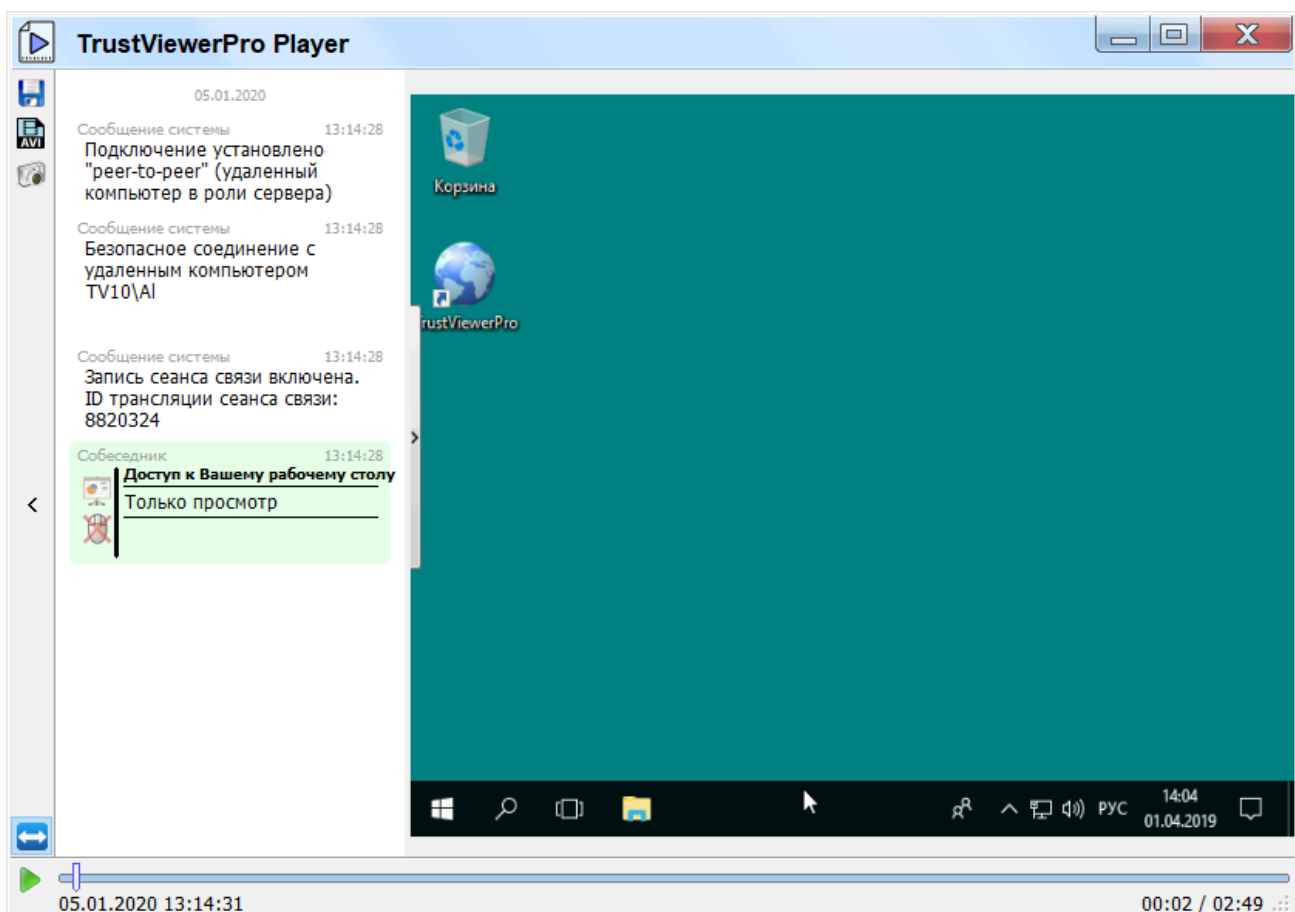 TrustViewerPro Player
05.01.2020
Сообщение системы 13:14:28
Подключение установлено
"peer-to-peer" (удаленный
компьютер в роли сервера)
Сообщение системы 13:14:28
Безопасное соединение с
удаленным компьютером
TV10\Al
Сообщение системы 13:14:28
Запись сеанса связи включена.
ID трансляции сеанса связи:
8820324
Собеседник 13:14:28
Доступ к Вашему рабочему столу
Только просмотр
AVI
Корзина
rustViewerPro
РУС
14:04
01.04.2019
05.01.2020 13:14:31
00:02 / 02:49